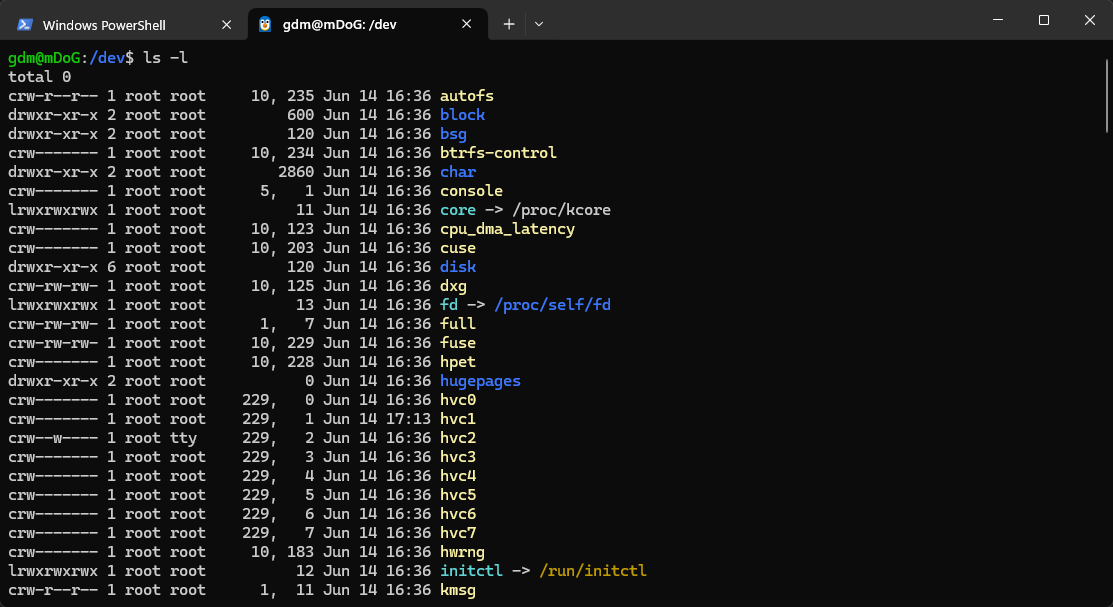 Windows PowerShell
gdm@mDoG: /dev
gdm@mDoG:/dev$ ls -l
total 0
crw-r--r-- 1 root root     10, 235 Jun 14 16:36 autofs
drwxr-xr-x 2 root root         600 Jun 14 16:36 block
drwxr-xr-x 2 root root         120 Jun 14 16:36 bsg
crw------- 1 root root     10, 234 Jun 14 16:36 btrfs-control
drwxr-xr-x 2 root root        2860 Jun 14 16:36 char
crw------- 1 root root      5,   1 Jun 14 16:36 console
lrwxrwxrwx 1 root root          11 Jun 14 16:36 core -> /proc/kcore
crw------- 1 root root     10, 123 Jun 14 16:36 cpu_dma_latency
crw------- 1 root root     10, 203 Jun 14 16:36 cuse
drwxr-xr-x 6 root root         120 Jun 14 16:36 disk
crw-rw-rw- 1 root root     10, 125 Jun 14 16:36 dxg
lrwxrwxrwx 1 root root          13 Jun 14 16:36 fd -> /proc/self/fd
crw-rw-rw- 1 root root      1,   7 Jun 14 16:36 full
crw-rw-rw- 1 root root     10, 229 Jun 14 16:36 fuse
crw------- 1 root root     10, 228 Jun 14 16:36 hpet
drwxr-xr-x 2 root root           0 Jun 14 16:36 hugepages
crw------- 1 root root    229,   0 Jun 14 16:36 hvc0
crw------- 1 root root    229,   1 Jun 14 17:13 hvc1
crw--w---- 1 root tty     229,   2 Jun 14 16:36 hvc2
crw------- 1 root root    229,   3 Jun 14 16:36 hvc3
crw------- 1 root root    229,   4 Jun 14 16:36 hvc4
crw------- 1 root root    229,   5 Jun 14 16:36 hvc5
crw------- 1 root root    229,   6 Jun 14 16:36 hvc6
crw------- 1 root root    229,   7 Jun 14 16:36 hvc7
crw------- 1 root root     10, 183 Jun 14 16:36 hwrng
lrwxrwxrwx 1 root root          12 Jun 14 16:36 initctl -> /run/initctl
crw-r--r-- 1 root root      1,  11 Jun 14 16:36 kmsg